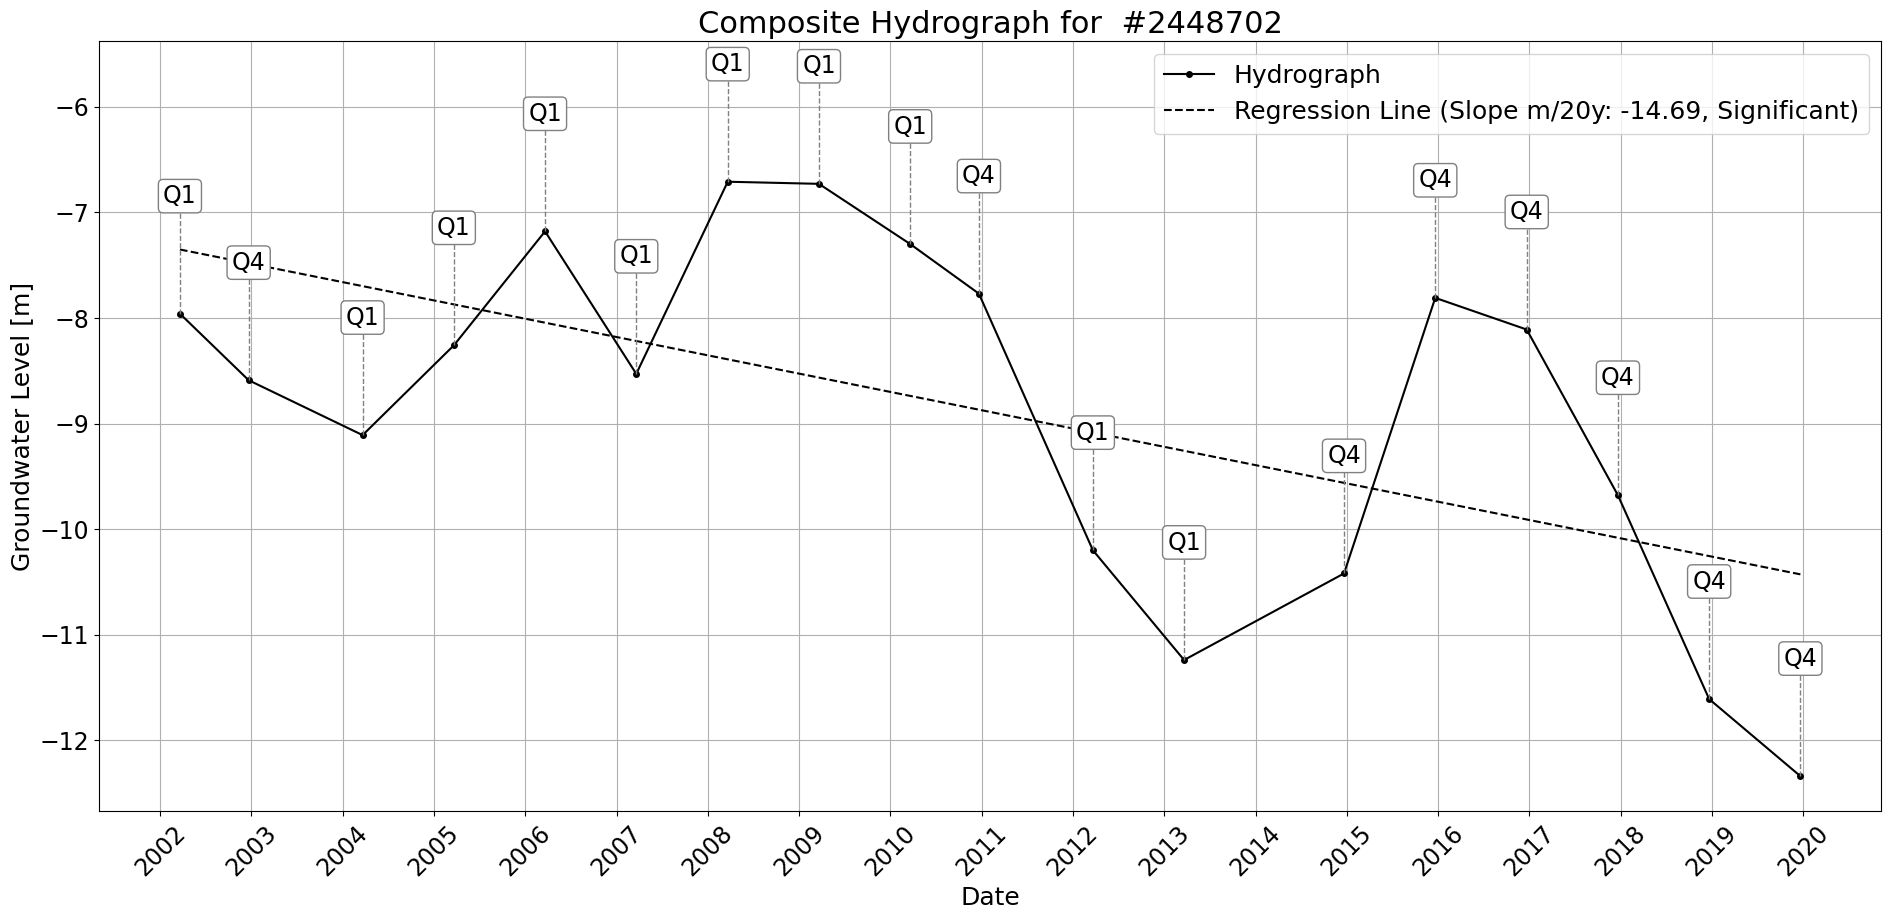 Composite Hydrograph for  #2448702
Hydrograph
Regression Line (Slope m/20y: -14.69, Significant)
Groundwater Level [m]
−6
−7
−8
−9
−10
−11
−12
Q1
Q4
Q1
Q1
Q1
Q1
Q1
Q1
Q1
Q4
Q1
Q1
Q4
Q4
Q4
Q4
Q4
Q4
2002
2003
2004
2005
2006
2007
2008
2009
2010
2011
2012
2013
2014
2015
2016
2017
2018
2019
2020
Date